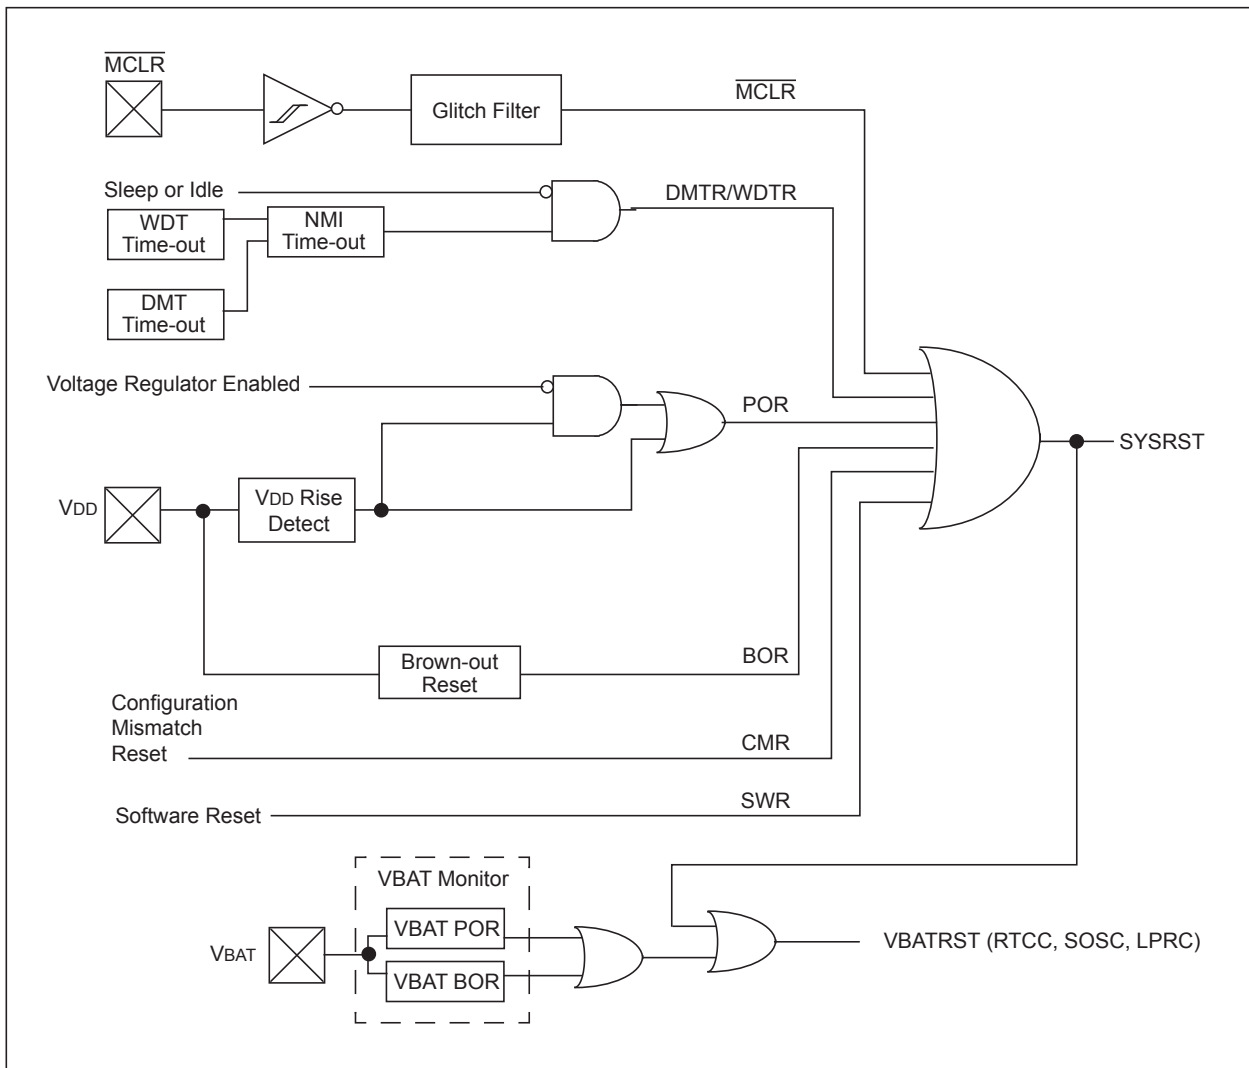 MCLR
Glitch Filter
MCLR
Sleep or Idle
DMTR/WDTR
WDT
Time-out
NMI
Time-out
DMT
Time-out
Voltage Regulator Enabled
POR
SYSRST
VDD
VDD Rise
Detect
Brown-out
Reset
BOR
Configuration
Mismatch
Reset
CMR
Software Reset
SWR
VBAT Monitor
VBAT POR
VBAT
VBAT BOR
VBATRST (RTCC, SOSC, LPRC)